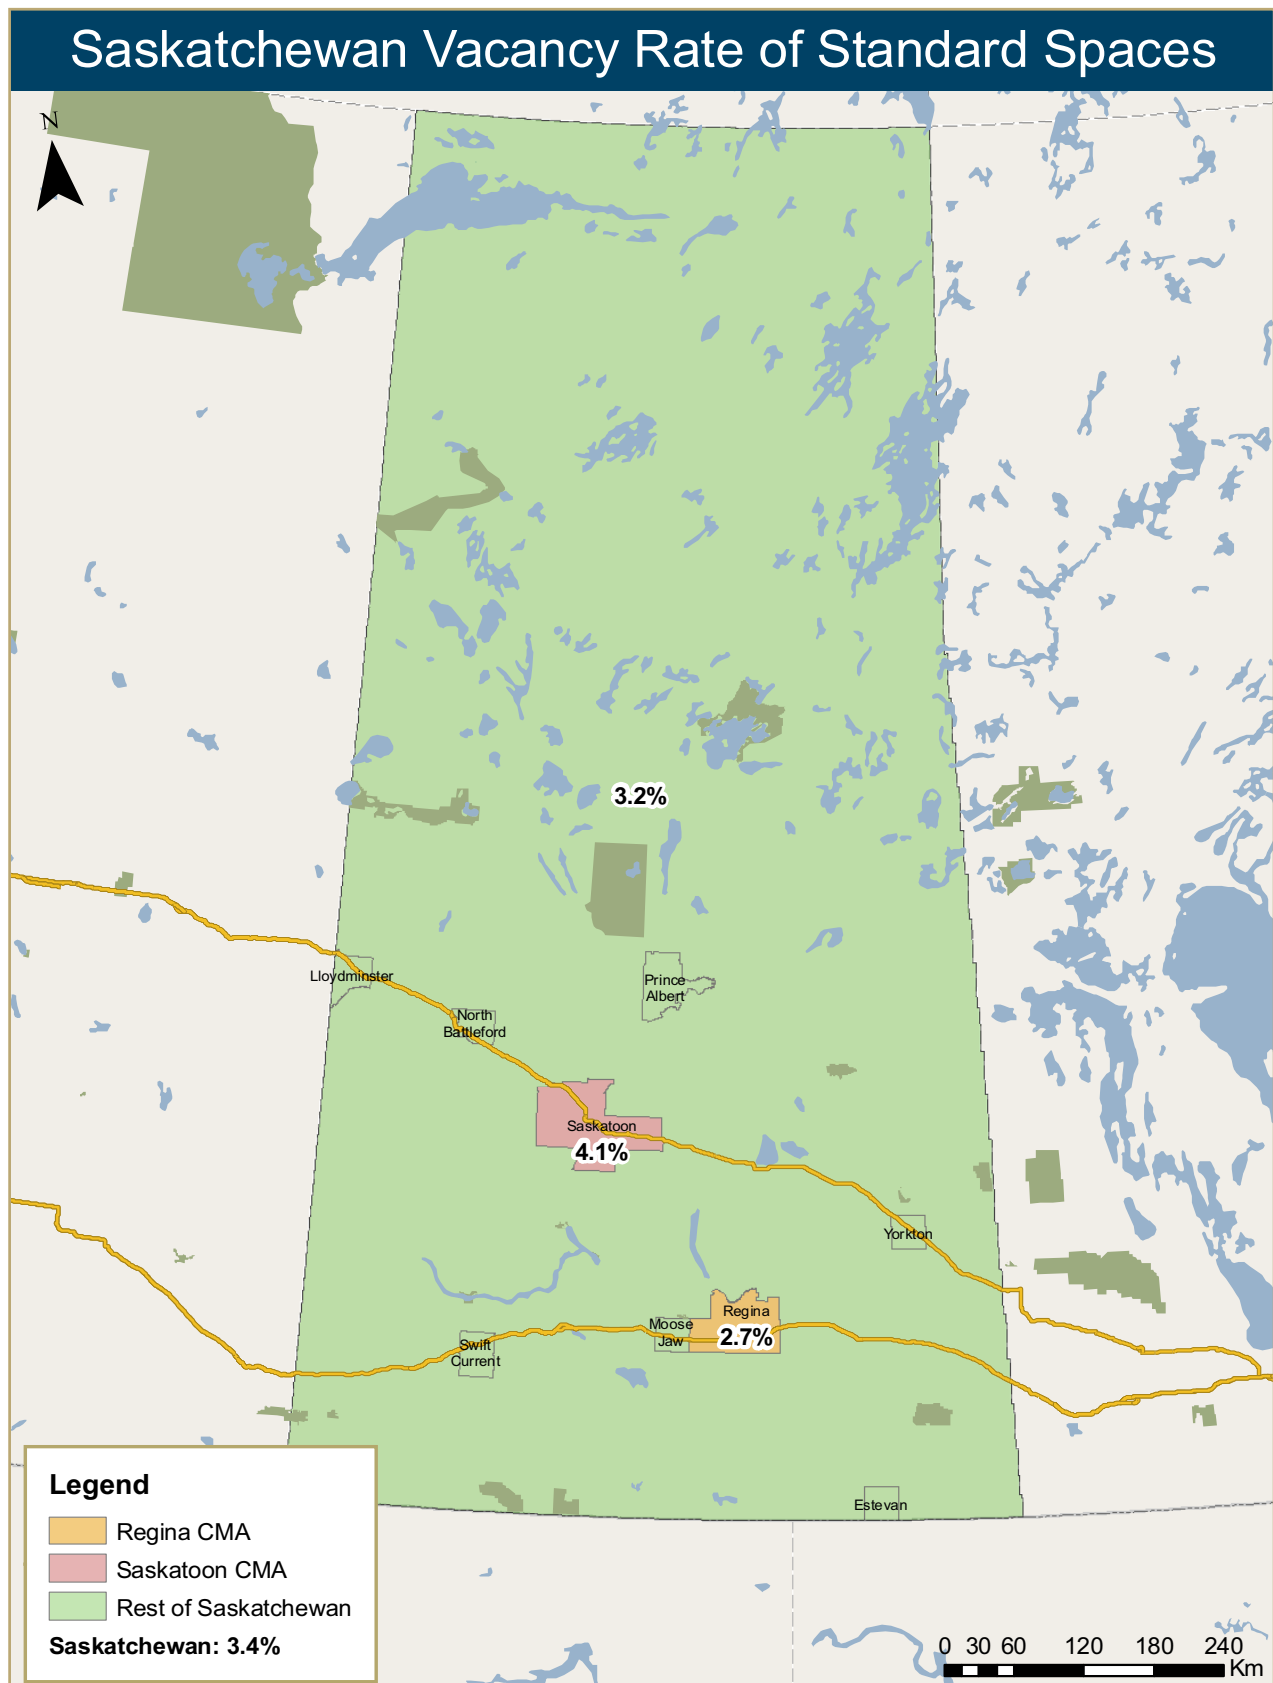 Saskatchewan Vacancy Rate of Standard Spaces
N
3.2%
Lloydminster
Prince
Albert
North
Battleford
Saskatoon
4.1%
Yorkton
Regina
2.7%
Moose
Jaw
Swift
Current
Estevan
Legend
Regina CMA
Saskatoon CMA
Rest of Saskatchewan
Saskatchewan: 3.4%
0 30 60 120 180 240
Km